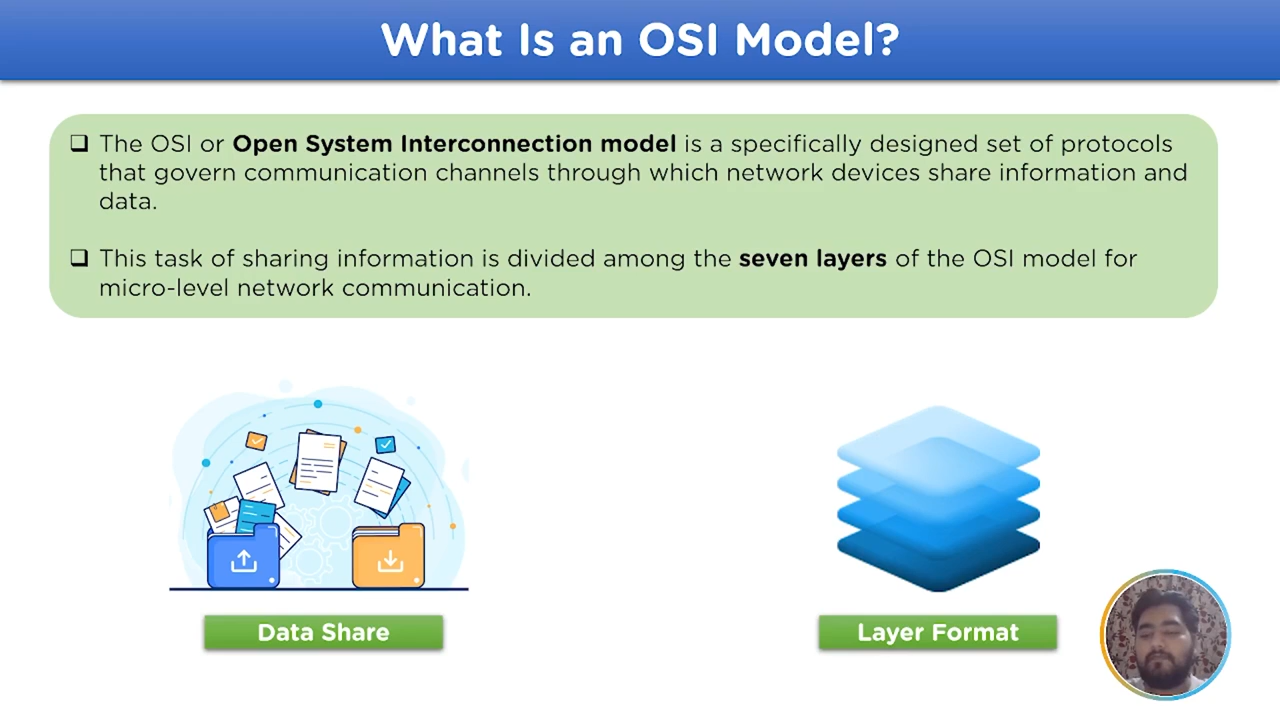 What Is an OSI Model?
❑ The OSI or Open System Interconnection model is a specifically designed set of protocols
that govern communication channels through which network devices share information and
data.
❑ This task of sharing information is divided among the seven layers of the OSI model for
micro-level network communication.
Data Share
Layer Format